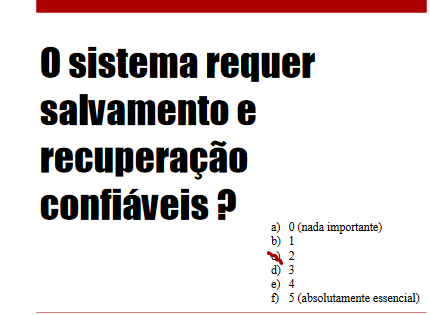 O sistema requer
salvamento e
recuperação
confiáveis ?
a) 0 (nada importante)
b) 1
c) 2
d) 3
e) 4
f) 5 (absolutamente essencial)